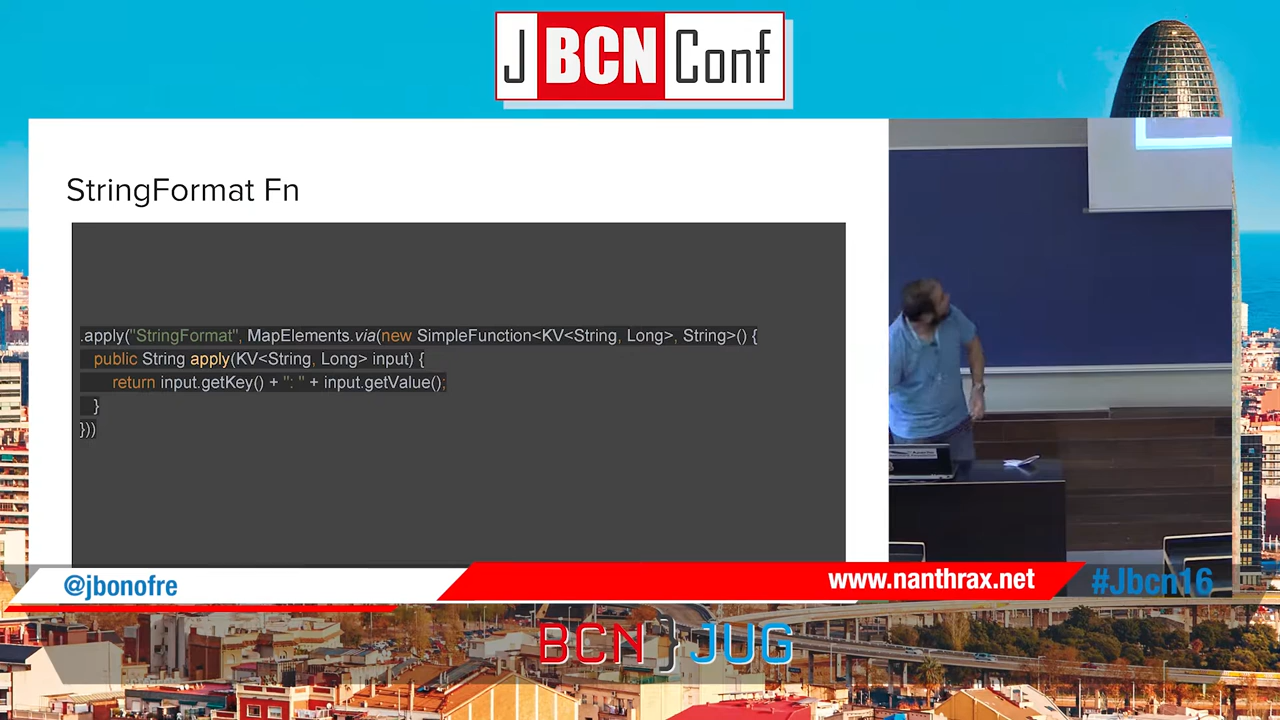 J BCN Conf
StringFormat Fn
.apply("StringFormat", MapElements.via(new SimpleFunction<KV<String, Long>, String>() {
public String apply(KV<String, Long> input) {
return input.getKey() + ": " + input.getValue();
}
}))
@jbonofre
www.nanthrax.net
#Jbcn16
BCN}JUG